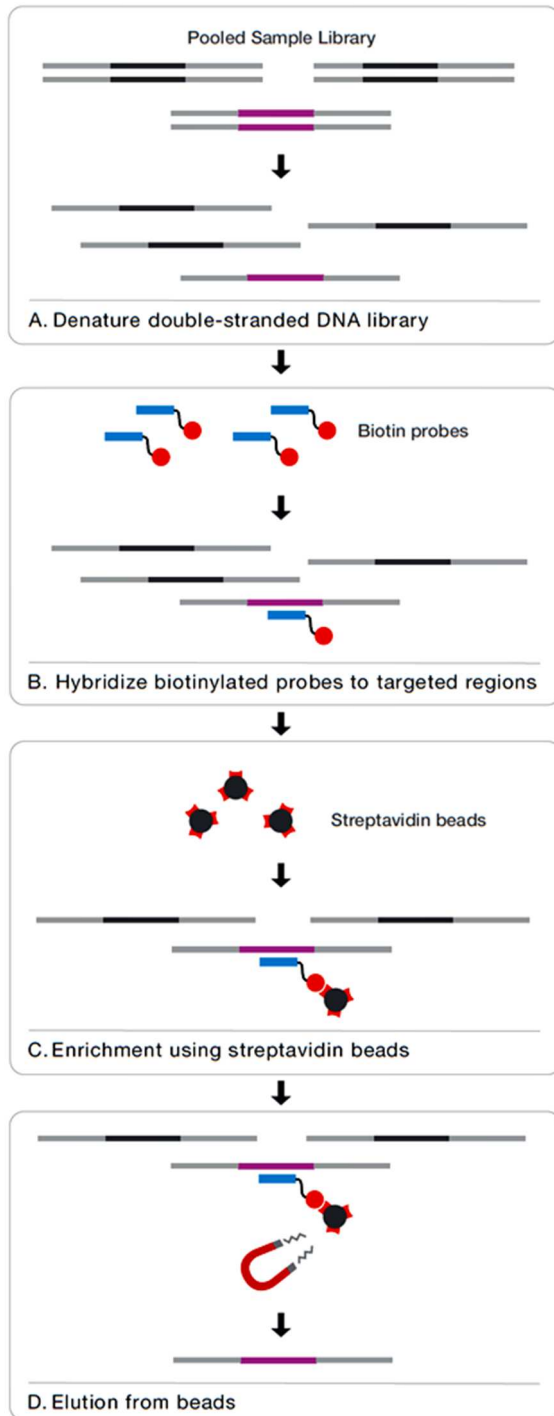 Pooled Sample Library
A. Denature double-stranded DNA library
Biotin probes
B. Hybridize biotinylated probes to targeted regions
Streptavidin beads
C. Enrichment using streptavidin beads
D. Elution from beads